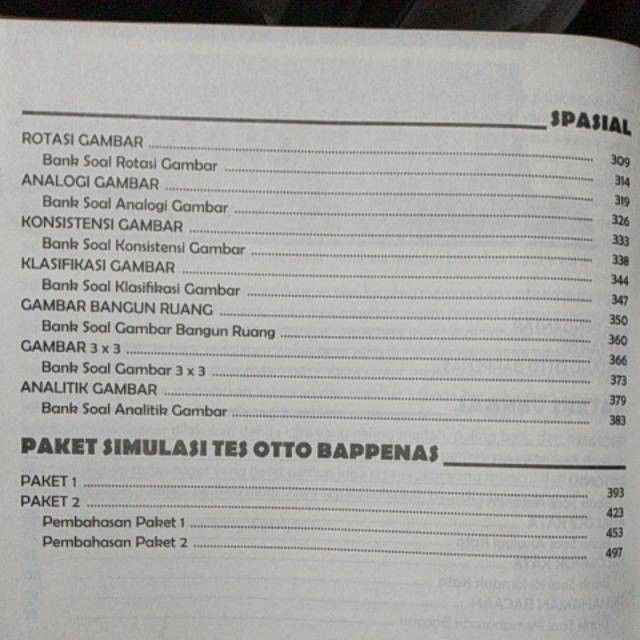 SPASIAL
ROTASI GAMBAR 309
Bank Soal Rotasi Gambar 314
ANALOGI GAMBAR 319
Bank Soal Analogi Gambar 326
KONSISTENSI GAMBAR 333
Bank Soal Konsistensi Gambar 338
KLASIFIKASI GAMBAR 344
Bank Soal Klasifikasi Gambar 347
GAMBAR BANGUN RUANG 350
Bank Soal Gambar Bangun Ruang 360
GAMBAR 3 x 3 366
Bank Soal Gambar 3 x 3 373
ANALITIK GAMBAR 379
Bank Soal Analitik Gambar 383
PAKET SIMULASI TES OTTO BAPPENAS
PAKET 1 393
PAKET 2 423
Pembahasan Paket 1 453
Pembahasan Paket 2 497